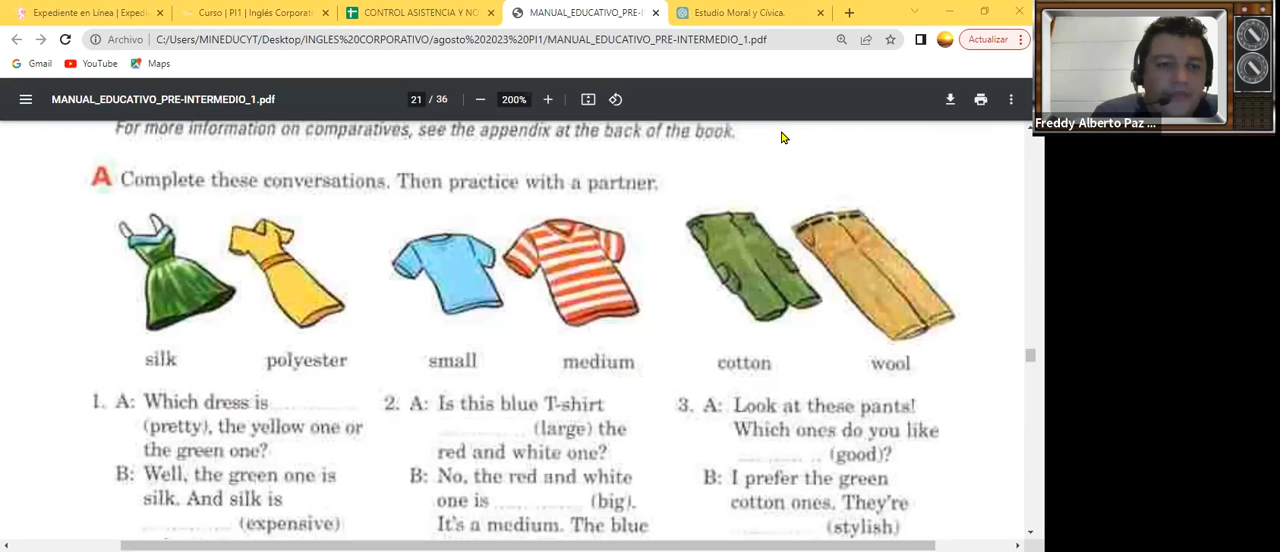 Expediente en Línea | Expedi
Curso | PI1 | Inglés Corporati
CONTROL ASISTENCIA Y NO
MANUAL_EDUCATIVO_PRE-I
Estudio Moral y Cívica.
Archivo
C:/Users/MINEDUCYT/Desktop/INGLES%20CORPORATIVO/agosto%202023%20PI1/MANUAL_EDUCATIVO_PRE-INTERMEDIO_1.pdf
Actualizar
Gmail
YouTube
Maps
MANUAL_EDUCATIVO_PRE-INTERMEDIO_1.pdf
21 / 36
200%
Freddy Alberto Paz ...
For more information on comparatives, see the appendix at the back of the book.
A Complete these conversations. Then practice with a partner.
silk
polyester
small
medium
cotton
wool
1. A: Which dress is
(pretty), the yellow one or
the green one?
B: Well, the green one is
silk. And silk is
(expensive)
2. A: Is this blue T-shirt
(large) the
red and white one?
B: No, the red and white
one is (big).
It's a medium. The blue
3. A: Look at these pants!
Which ones do you like
(good)?
B: I prefer the green
cotton ones. They're
(stylish)